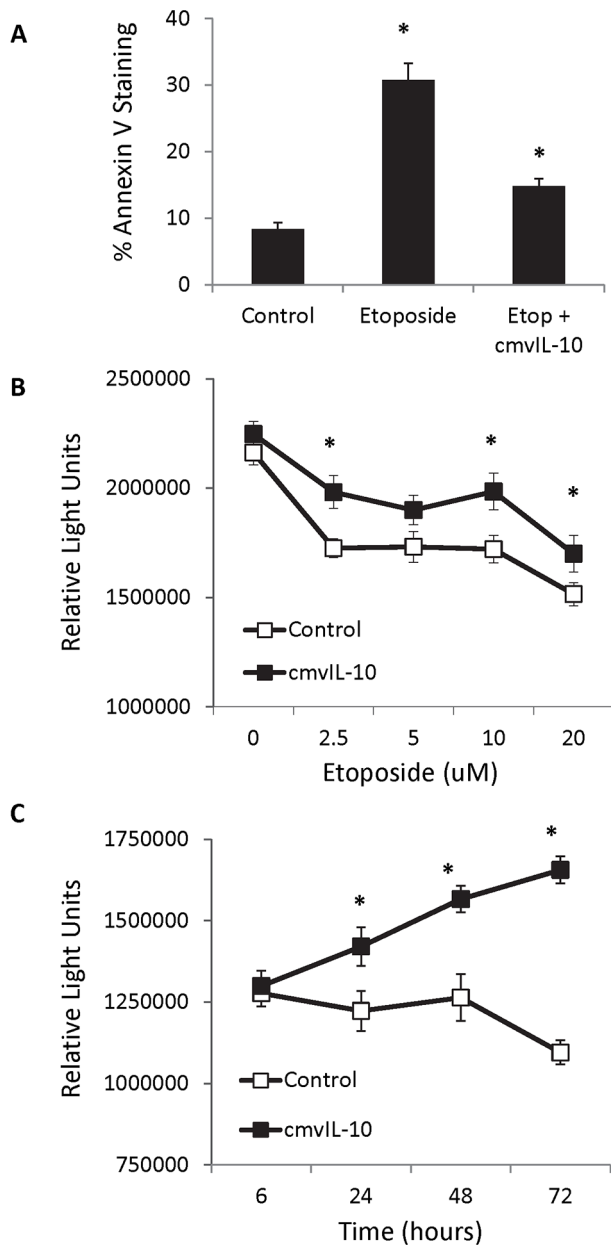 A
% Annexin V Staining
40
30
20
10
0
*
*
Control
Etoposide
Etop +
cmvIL-10
B
Relative Light Units
2500000
2000000
1500000
1000000
*
*
*
Control
cmvIL-10
0
2.5
5
10
20
Etoposide (uM)
C
Relative Light Units
1750000
1500000
1250000
1000000
750000
*
*
*
Control
cmvIL-10
6
24
48
72
Time (hours)